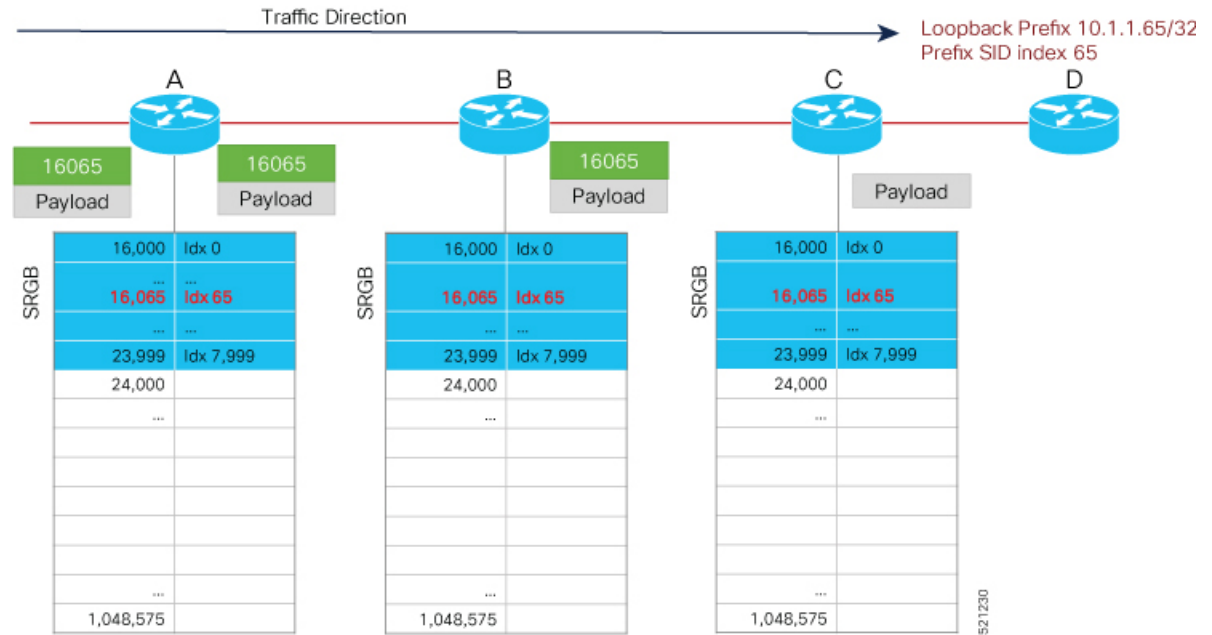 Traffic Direction
Loopback Prefix 10.1.1.65/32
Prefix SID index 65
A
B
C
D
16065
Payload
16065
Payload
16065
Payload
Payload
SRGB
16,000 Idx 0
... ...
16,065 Idx 65
... ...
23,999 Idx 7,999
24,000
...
...
1,048,575
SRGB
16,000 Idx 0
16,065 Idx 65
... ...
23,999 Idx 7,999
24,000
...
...
1,048,575
SRGB
16,000 Idx 0
16,065 Idx 65
... ...
23,999 Idx 7,999
24,000
...
...
1,048,575
521230